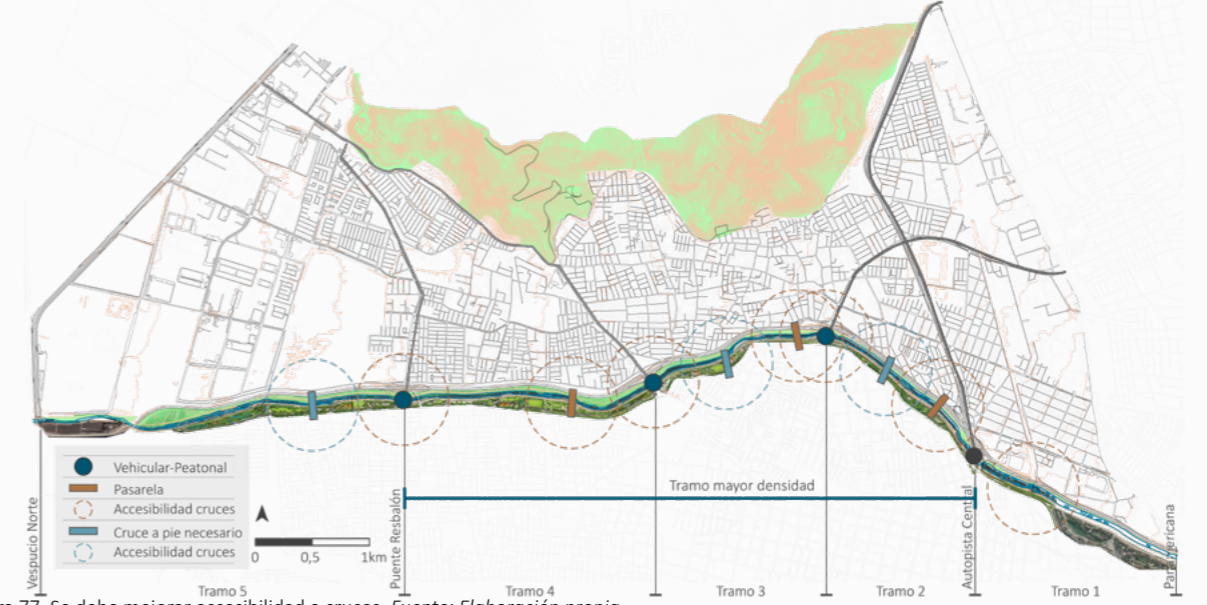 Tramo mayor densidad
Vehicular-Peatonal
Pasarela
Accesibilidad cruces
Cruce a pie necesario
Accesibilidad cruces
0 0,5 1km
Vespucio Norte
Puente Resbalón
Autopista Central
Panamericana
Tramo 5 Tramo 4 Tramo 3 Tramo 2 Tramo 1
77. Se debe mejorar accesibilidad a cruces. Fuente: Elaboración propia